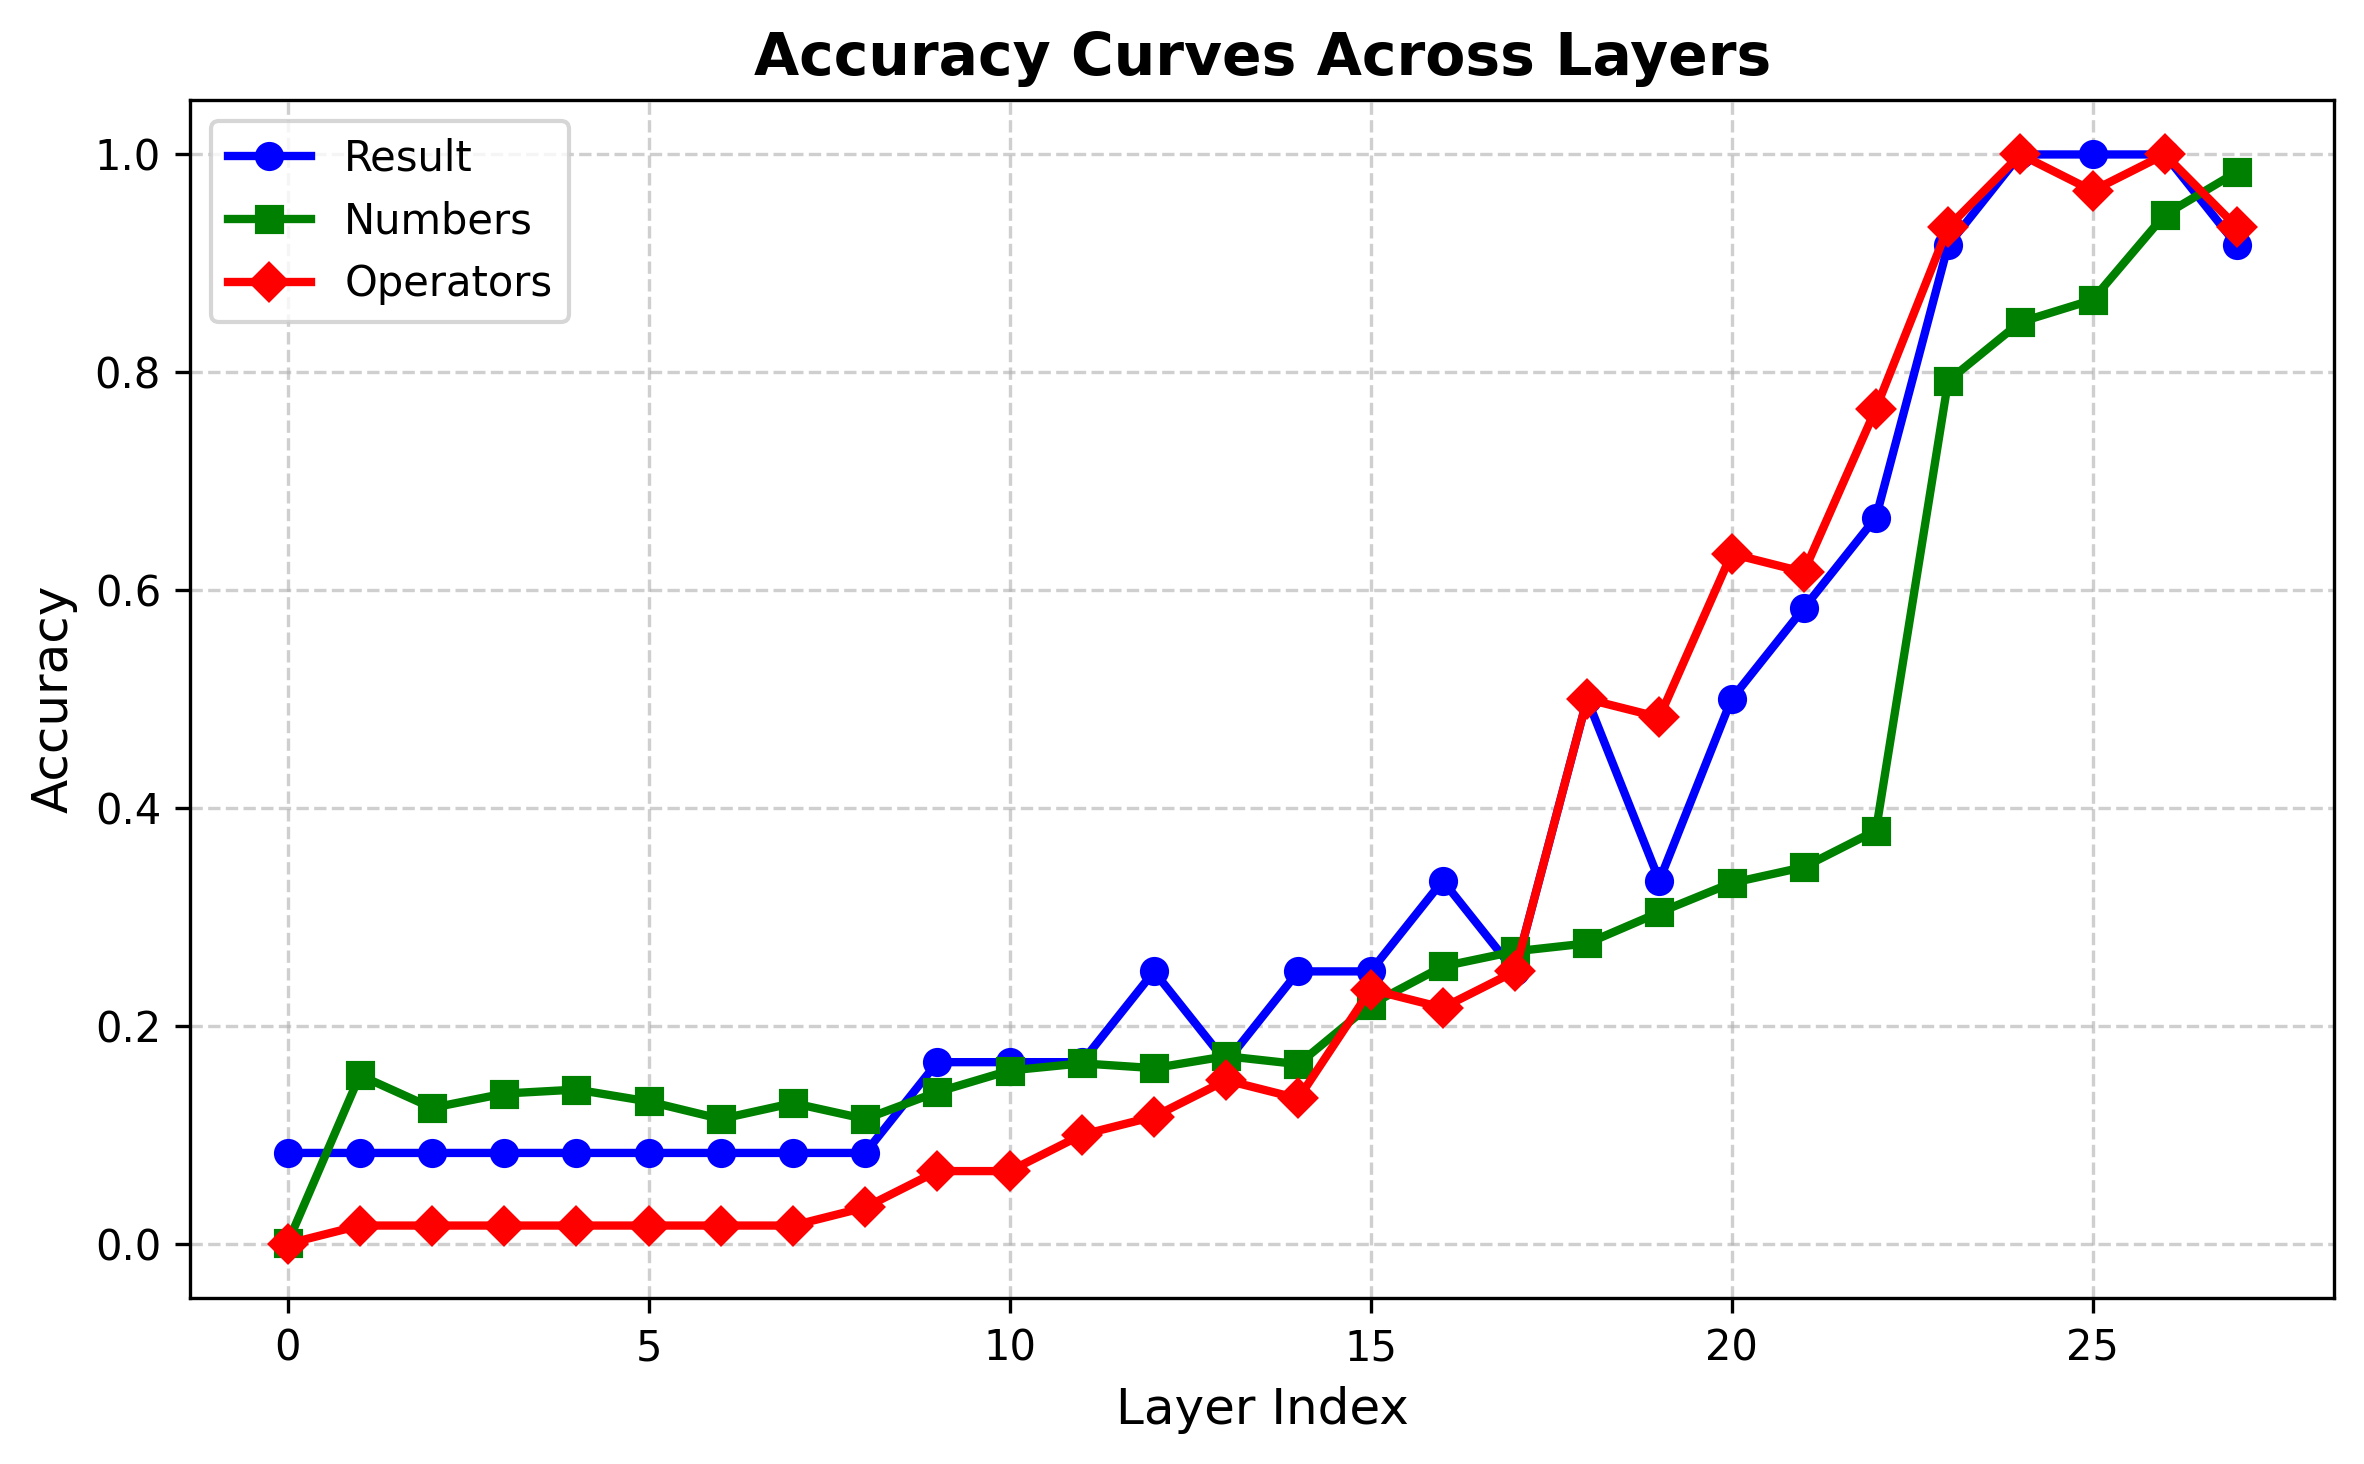 Accuracy Curves Across Layers
Result
Numbers
Operators
1.0
0.8
0.6
0.4
0.2
0.0
Accuracy
0 5 10 15 20 25
Layer Index